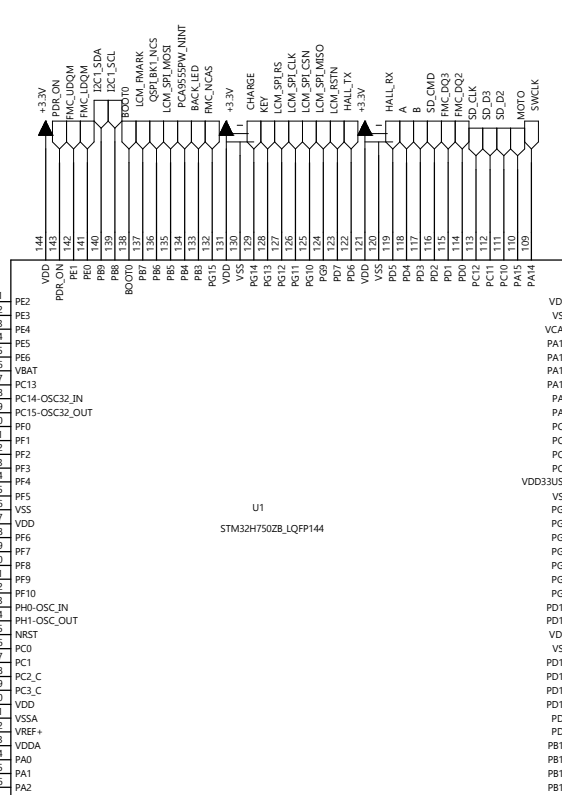 +3.3V
PDR_ON
FMC_UDQM
FMC_LDQM
I2C1_SDA
I2C1_SCL
BOOT0
LCM_FMARK
QSPI_BK1_NCS
LCM_SPI_MOSI
PCA9555PW_NINT
BACK_LED
FMC_NCAS
+3.3V
CHARGE
KEY
LCM_SPI_RS
LCM_SPI_CLK
LCM_SPI_CSN
LCM_SPI_MISO
LCM_RSTN
HALL_TX
+3.3V
HALL_RX
A
B
SD_CMD
FMC_DQ3
FMC_DQ2
SD_CLK
SD_D3
SD_D2
MOTO
SWCLK
144
143
142
141
140
139
138
137
136
135
134
133
132
131
130
129
128
127
126
125
124
123
122
121
120
119
118
117
116
115
114
113
112
111
110
109
VDD
PDR_ON
PE1
PE0
PB9
PB8
BOOT0
PB7
PB6
PB5
PB4
PB3
PG15
VDD
VSS
PG14
PG13
PG12
PG11
PG10
PG9
PD7
PD6
VDD
VSS
PD5
PD4
PD3
PD2
PD1
PD0
PC12
PC11
PC10
PA15
PA14
PE2
PE3
PE4
PE5
PE6
VBAT
PC13
PC14-OSC32_IN
PC15-OSC32_OUT
PF0
PF1
PF2
PF3
PF4
PF5
VSS
VDD
PF6
PF7
PF8
PF9
PF10
PH0-OSC_IN
PH1-OSC_OUT
NRST
PC0
PC1
PC2_C
PC3_C
VDD
VSSA
VREF+
VDDA
PA0
PA1
PA2
U1
STM32H750ZB_LQFP144